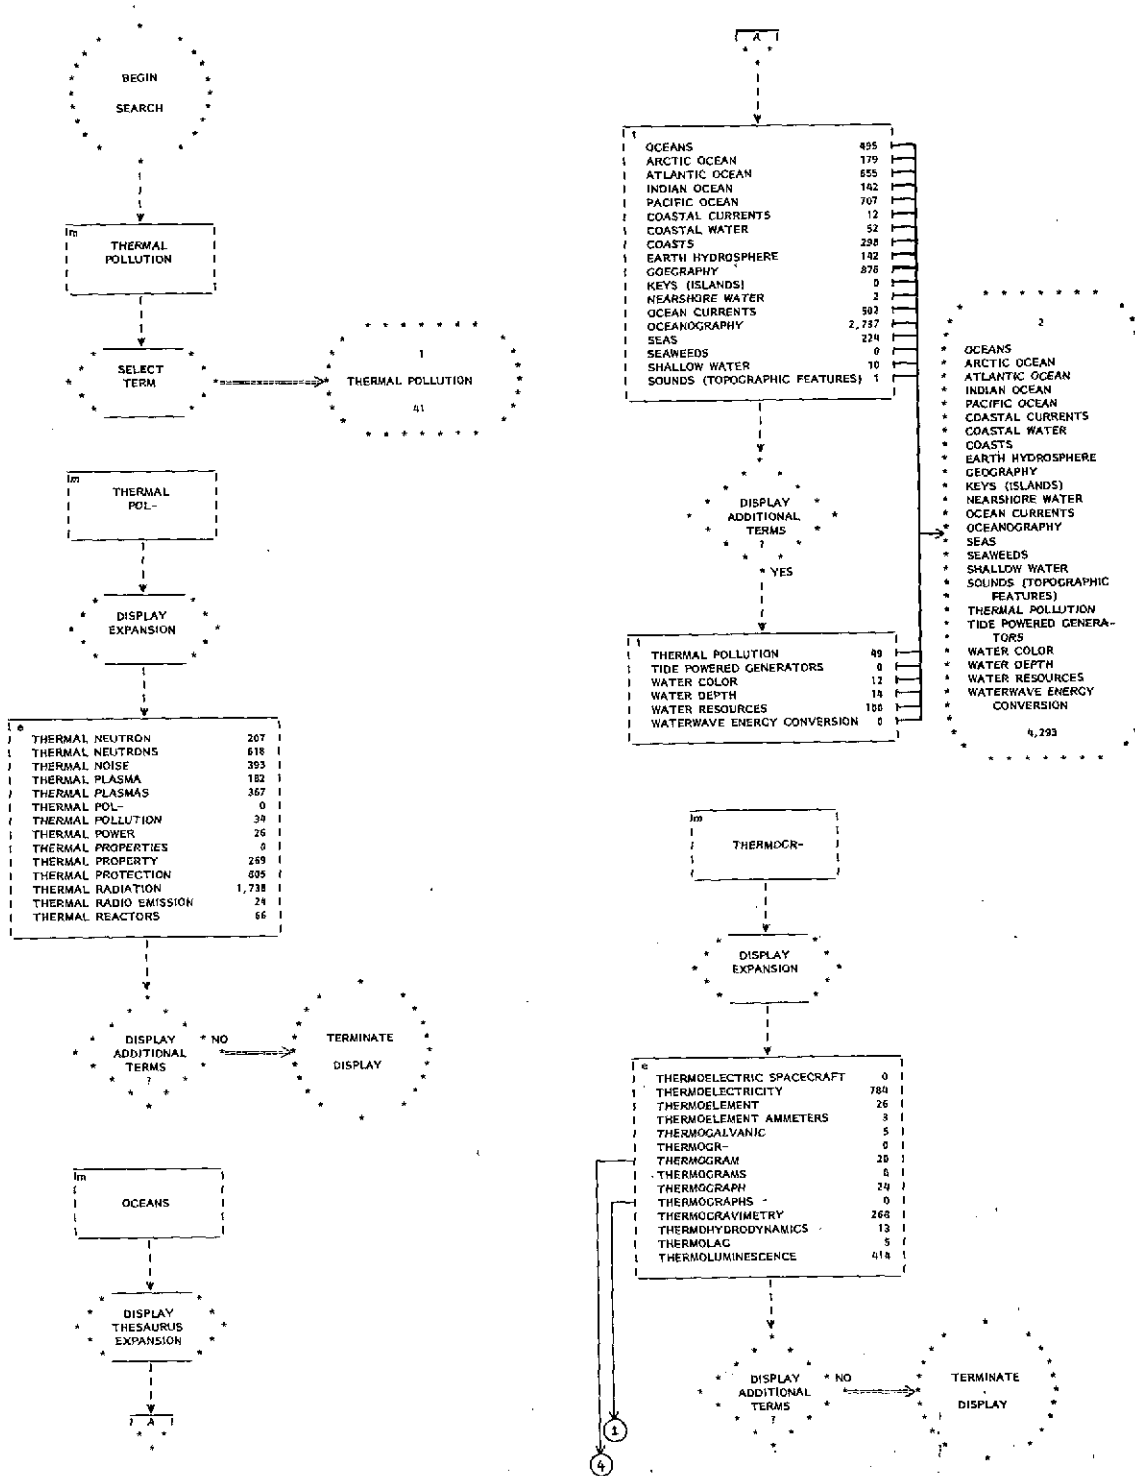 BEGIN
SEARCH
lm
THERMAL
POLLUTION
SELECT
TERM
1
THERMAL POLLUTION
41
lm
THERMAL
POL-
DISPLAY
EXPANSION
e
THERMAL NEUTRON 207
THERMAL NEUTRONS 618
THERMAL NOISE 393
THERMAL PLASMA 182
THERMAL PLASMAS 367
THERMAL POL- 0
THERMAL POLLUTION 34
THERMAL POWER 26
THERMAL PROPERTIES 0
THERMAL PROPERTY 269
THERMAL PROTECTION 805
THERMAL RADIATION 1,738
THERMAL RADIO EMISSION 24
THERMAL REACTORS 66
DISPLAY
ADDITIONAL
TERMS
?
NO
TERMINATE
DISPLAY
lm
OCEANS
DISPLAY
THESAURUS
EXPANSION
A
A
t
OCEANS 495
ARCTIC OCEAN 179
ATLANTIC OCEAN 655
INDIAN OCEAN 142
PACIFIC OCEAN 707
COASTAL CURRENTS 12
COASTAL WATER 52
COASTS 298
EARTH HYDROSPHERE 142
GOEGRAPHY 876
KEYS (ISLANDS) 0
NEARSHORE WATER 2
OCEAN CURRENTS 502
OCEANOGRAPHY 2,737
SEAS 224
SEAWEEDS 0
SHALLOW WATER 10
SOUNDS (TOPOGRAPHIC FEATURES) 1
DISPLAY
ADDITIONAL
TERMS
?
YES
t
THERMAL POLLUTION 49
TIDE POWERED GENERATORS 0
WATER COLOR 12
WATER DEPTH 14
WATER RESOURCES 186
WATERWAVE ENERGY CONVERSION 0
2
OCEANS
ARCTIC OCEAN
ATLANTIC OCEAN
INDIAN OCEAN
PACIFIC OCEAN
COASTAL CURRENTS
COASTAL WATER
COASTS
EARTH HYDROSPHERE
GEOGRAPHY
KEYS (ISLANDS)
NEARSHORE WATER
OCEAN CURRENTS
OCEANOGRAPHY
SEAS
SEAWEEDS
SHALLOW WATER
SOUNDS (TOPOGRAPHIC
FEATURES)
THERMAL POLLUTION
TIDE POWERED GENERA-
TORS
WATER COLOR
WATER DEPTH
WATER RESOURCES
WATERWAVE ENERGY
CONVERSION
4,293
lm
THERMOGR-
DISPLAY
EXPANSION
e
THERMOELECTRIC SPACECRAFT 0
THERMOELECTRICITY 784
THERMOELEMENT 26
THERMOELEMENT AMMETERS 3
THERMOGALVANIC 5
THERMOGR- 0
THERMOGRAM 20
THERMOGRAMS 0
THERMOGRAPH 24
THERMOGRAPHS 0
THERMOGRAVIMETRY 268
THERMOHYDRODYNAMICS 13
THERMOLAG 5
THERMOLUMINESCENCE 414
DISPLAY
ADDITIONAL
TERMS
?
NO
TERMINATE
DISPLAY
1
4